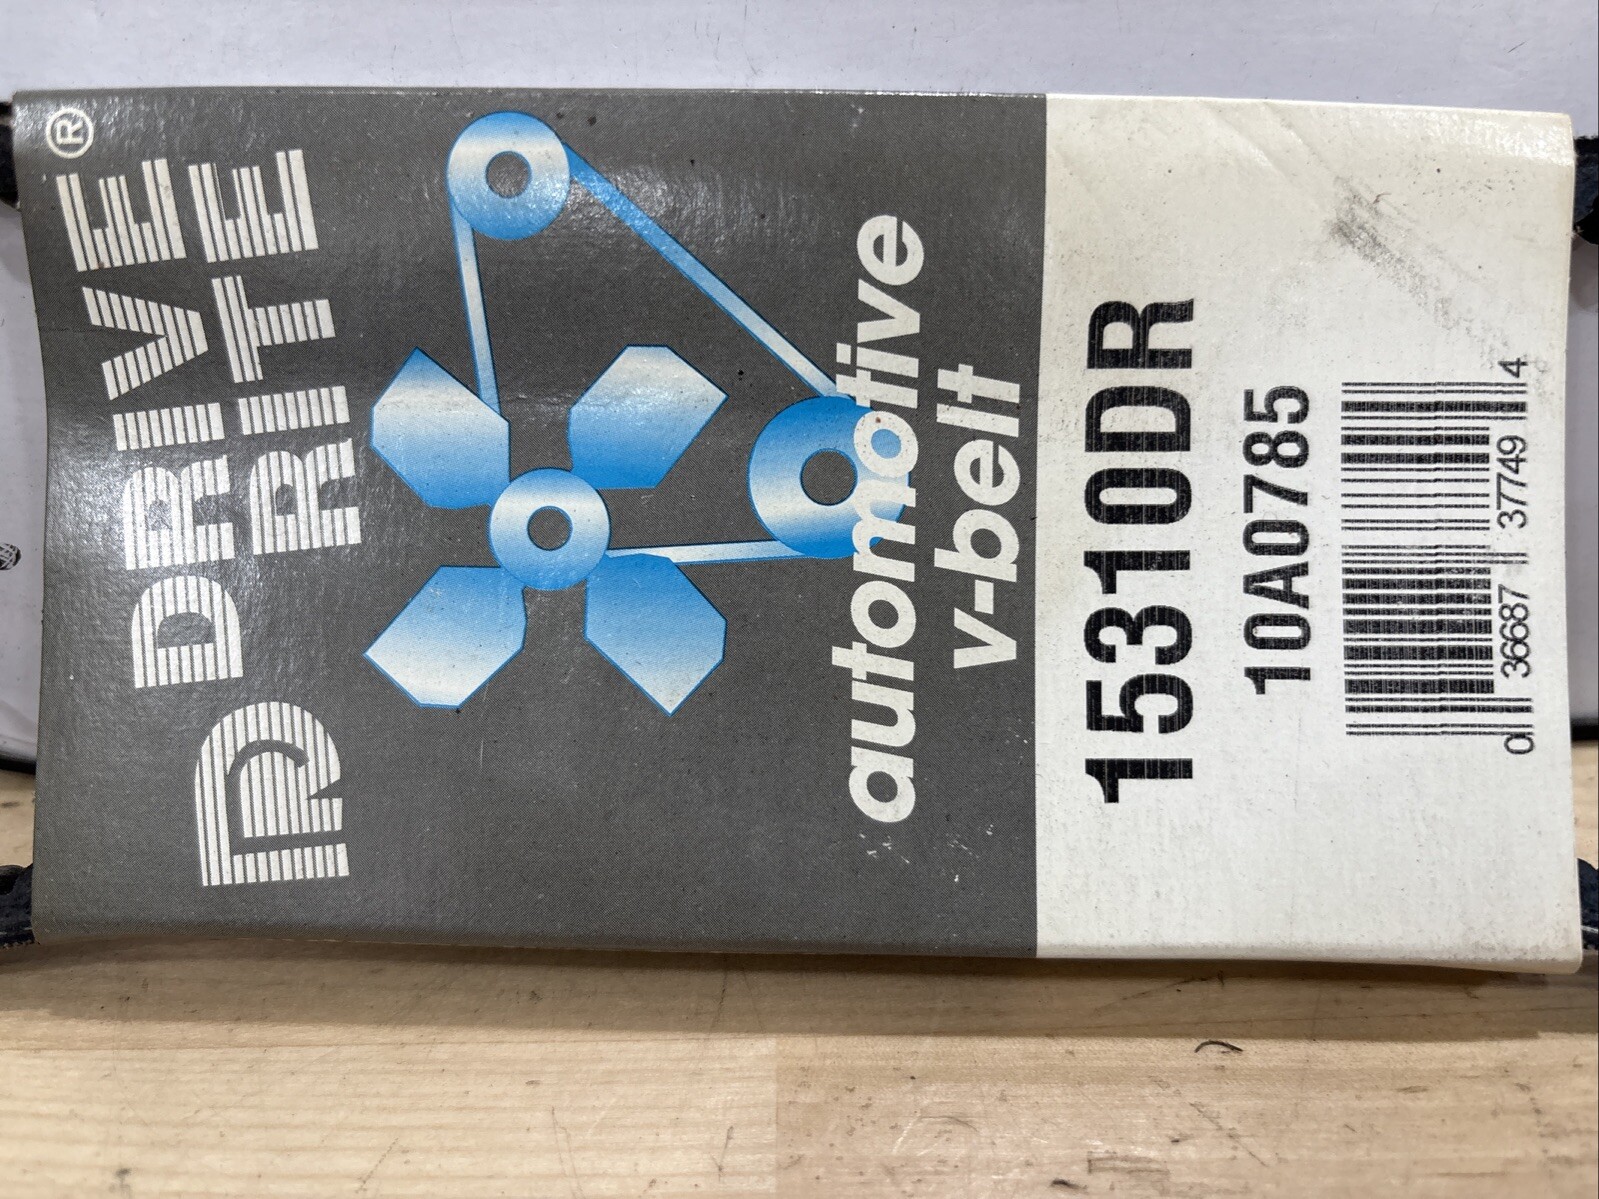 DRIVE®
RITE
automotive
v-belt
15310DR
10A0785
0 36687 37749 4